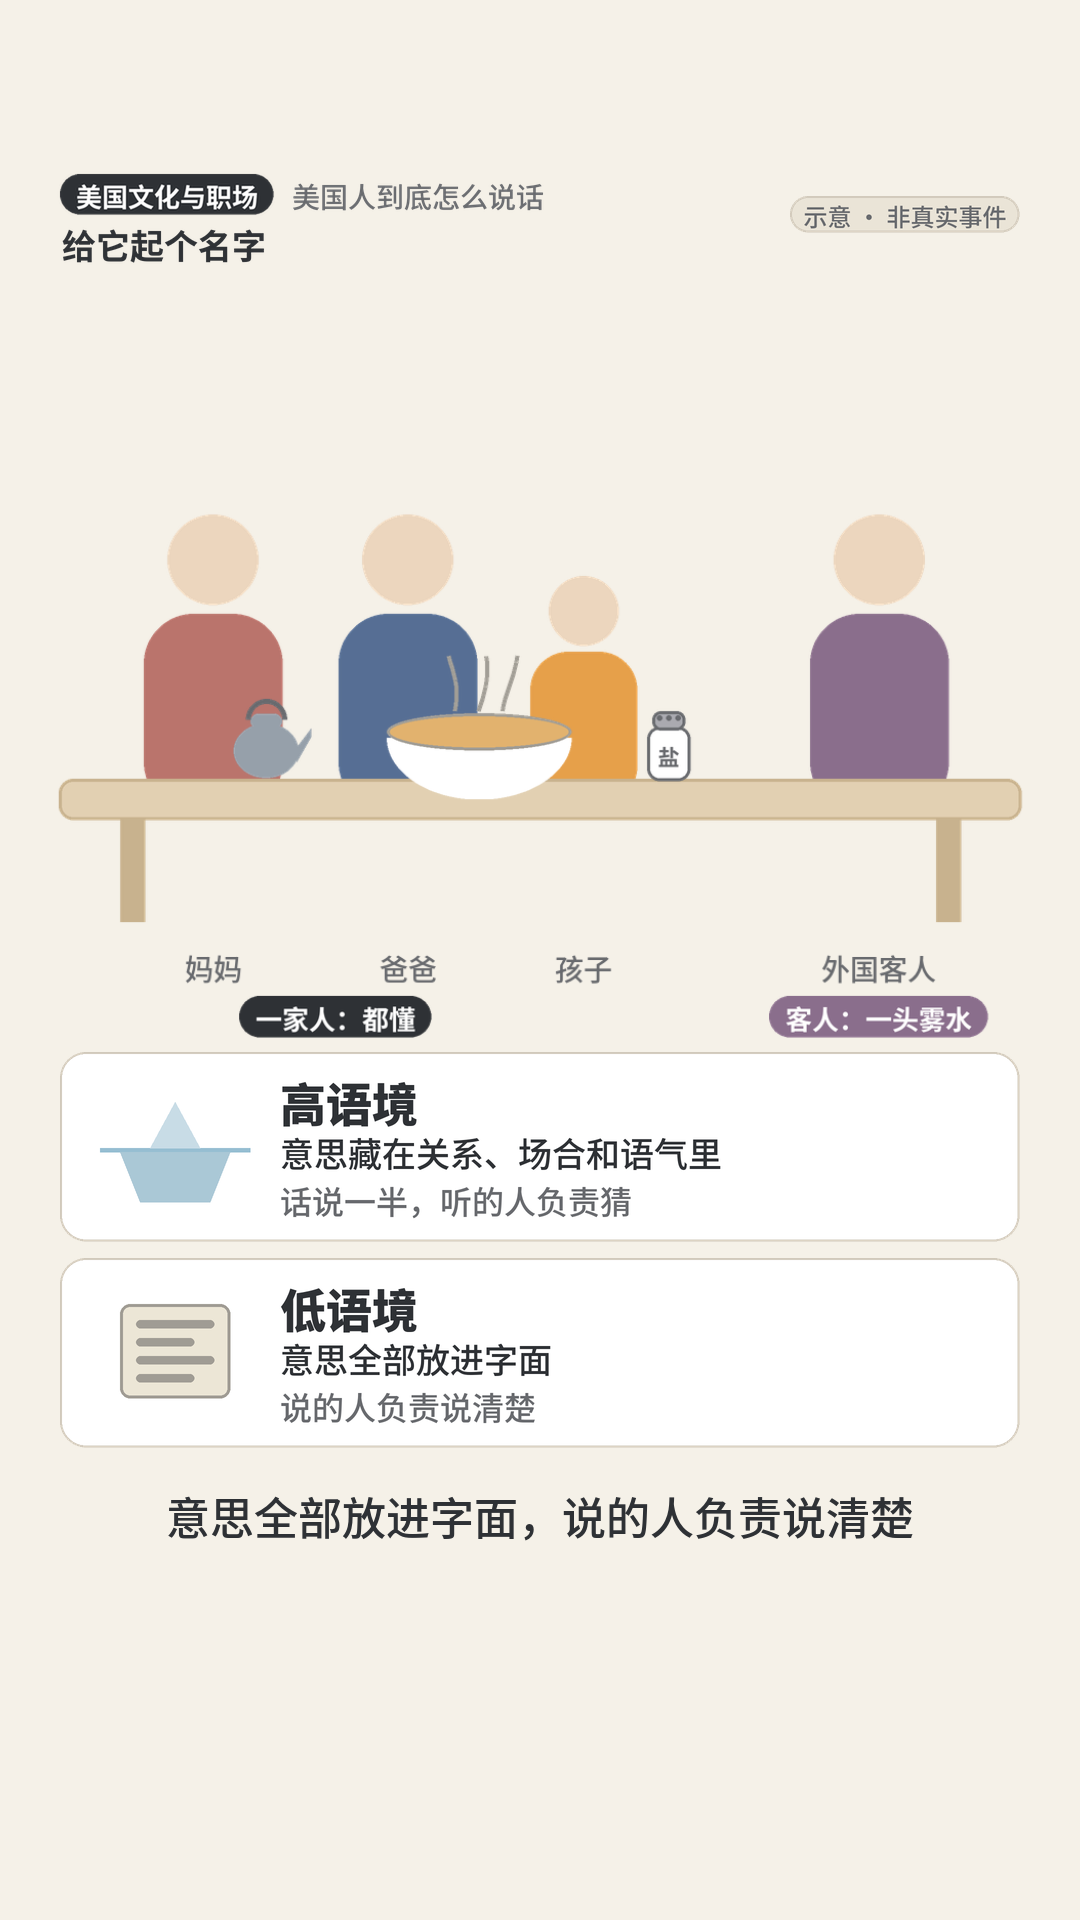 美国文化与职场 美国人到底怎么说话
示意 · 非真实事件
给它起个名字
盐
妈妈 爸爸 孩子 外国客人
一家人：都懂 客人：一头雾水
高语境
意思藏在关系、场合和语气里
话说一半，听的人负责猜
低语境
意思全部放进字面
说的人负责说清楚
意思全部放进字面，说的人负责说清楚